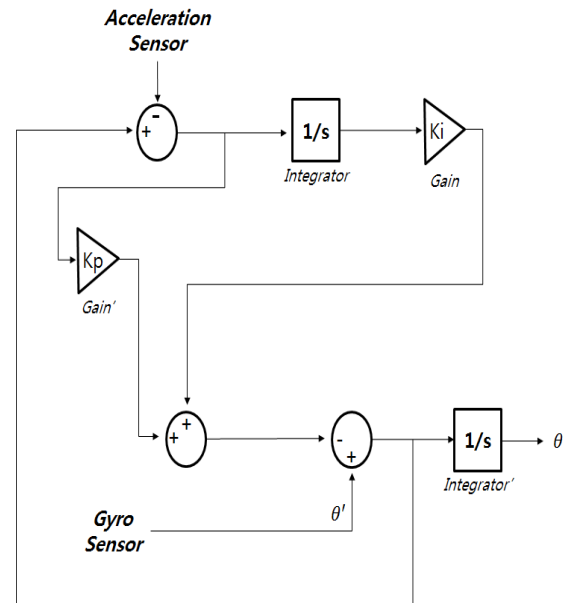 Acceleration
Sensor
-
+
1/s
Ki
Integrator
Gain
Kp
Gain'
+
+
-
+
1/s
θ
Integrator'
θ'
Gyro
Sensor